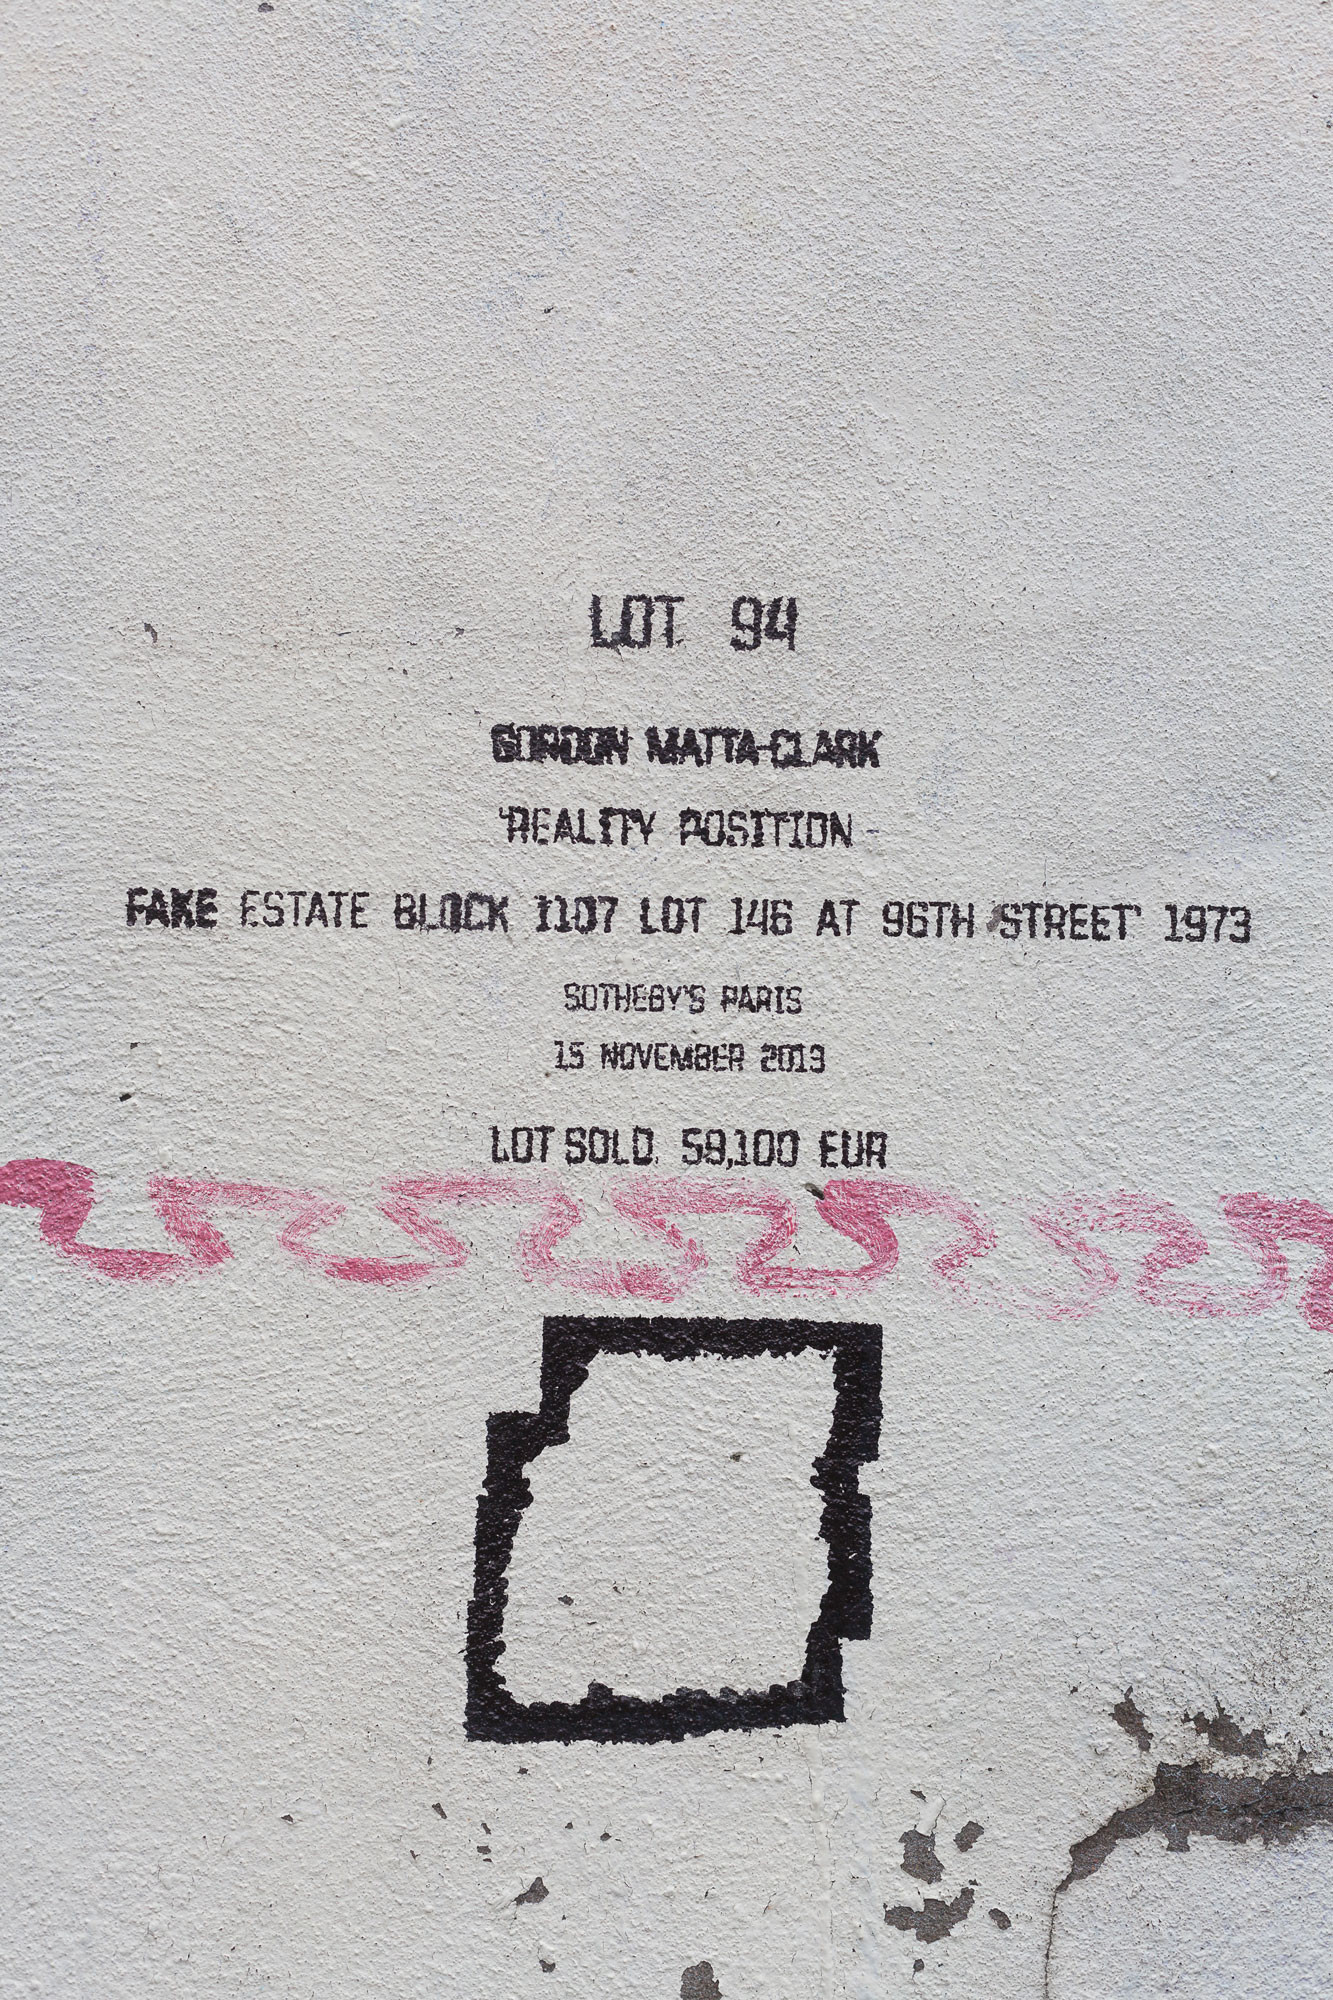 LOT 94
GORDON MATTA-CLARK
'REALITY POSITION -
FAKE ESTATE BLOCK 1107 LOT 146 AT 96TH STREET' 1973
SOTHEBY'S PARIS
15 NOVEMBER 2013
LOT SOLD. 59,100 EUR